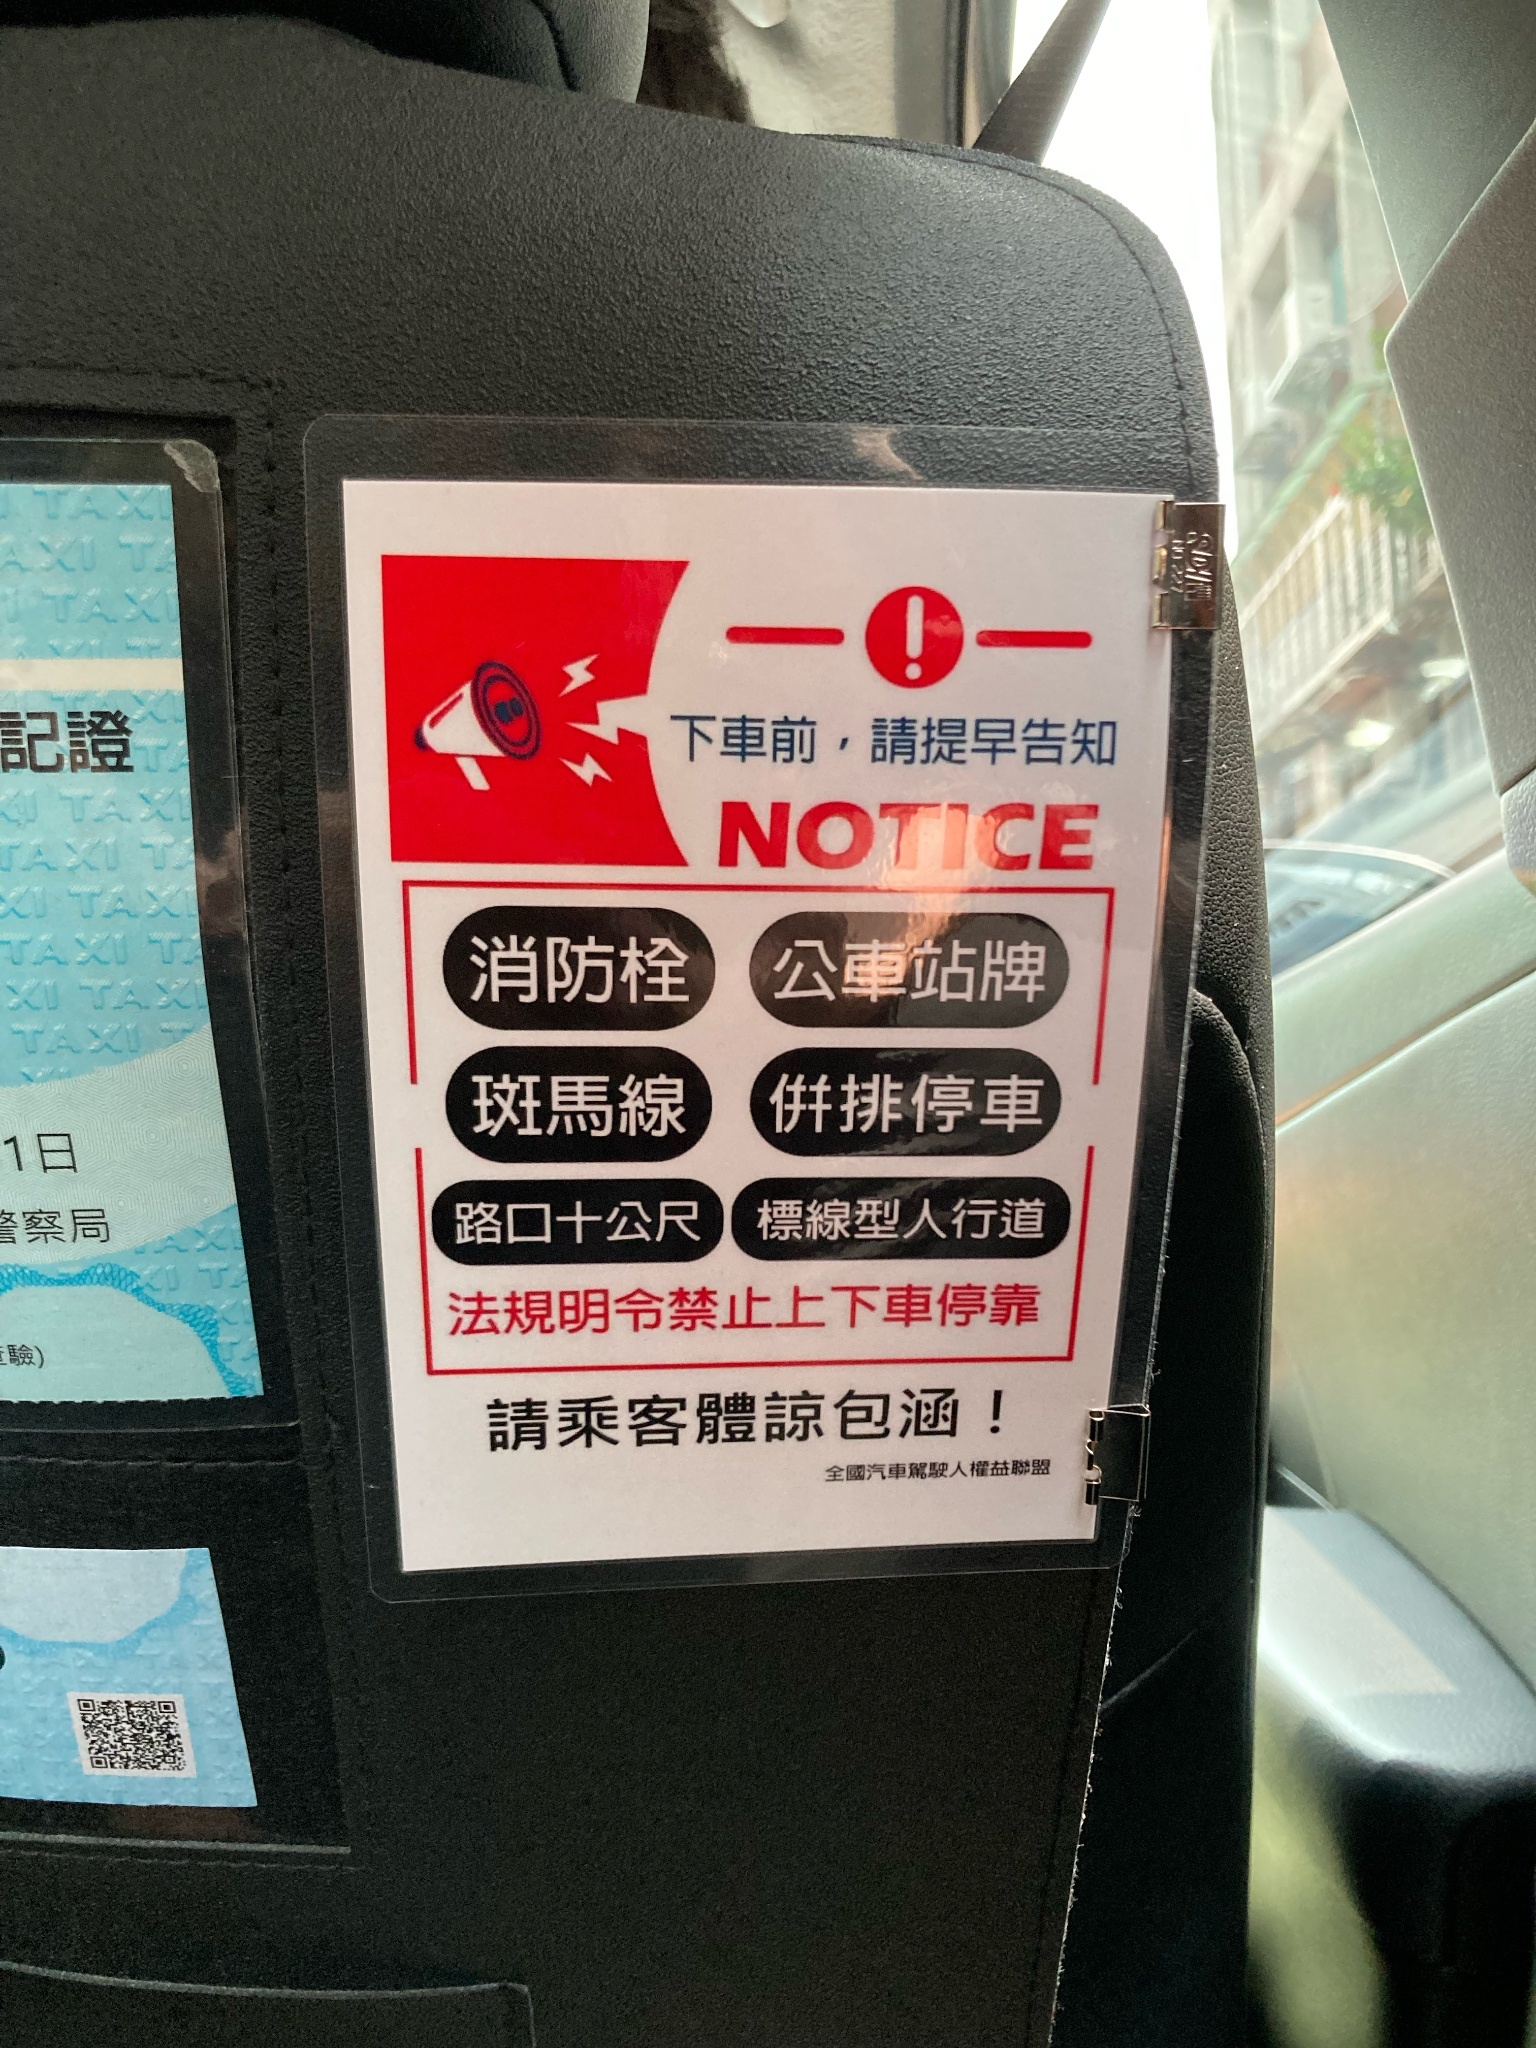 下車前，請提早告知
NOTICE
消防栓 公車站牌
斑馬線 併排停車
路口十公尺 標線型人行道
法規明令禁止上下車停靠
請乘客體諒包涵！
全國汽車駕駛人權益聯盟
TAXI
記證
1日
警察局
驗)